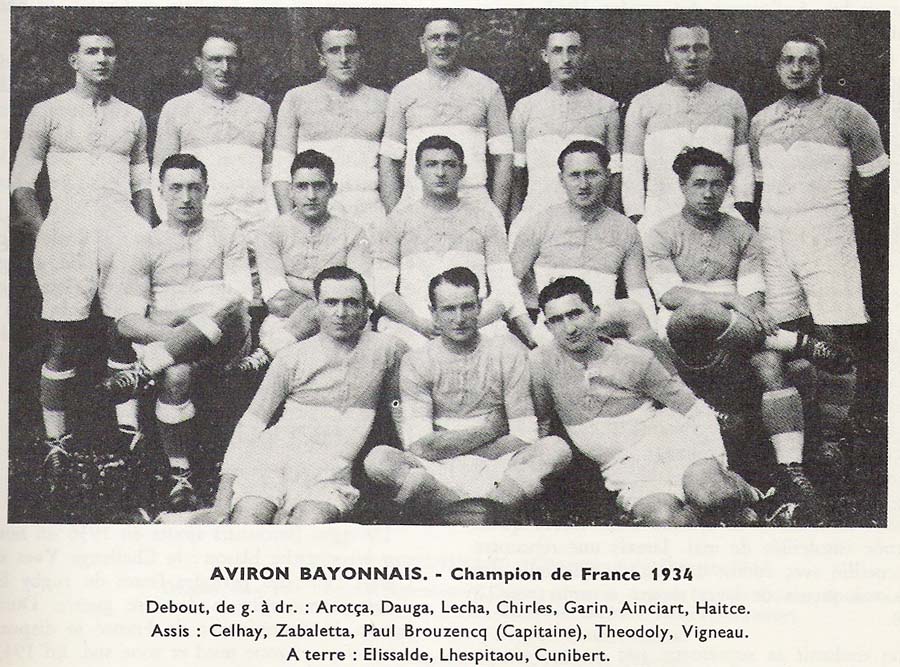 AVIRON BAYONNAIS. - Champion de France 1934
Debout, de g. à dr. : Arotça, Dauga, Lecha, Chirles, Garin, Ainciart, Haitce.
Assis : Celhay, Zabaletta, Paul Brouzencq (Capitaine), Theodoly, Vigneau.
A terre : Elissalde, Lhespitaou, Cunibert.